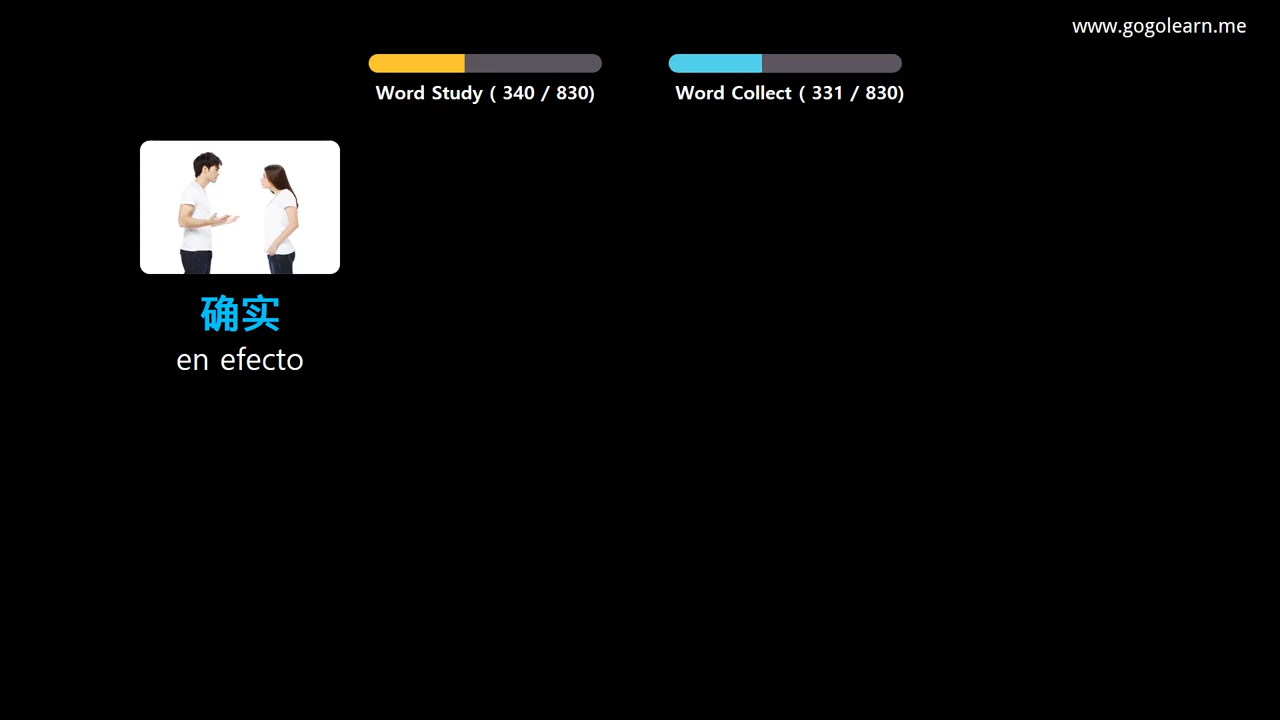 www.gogolearn.me
Word Study ( 340 / 830)
Word Collect ( 331 / 830)
确实
en efecto